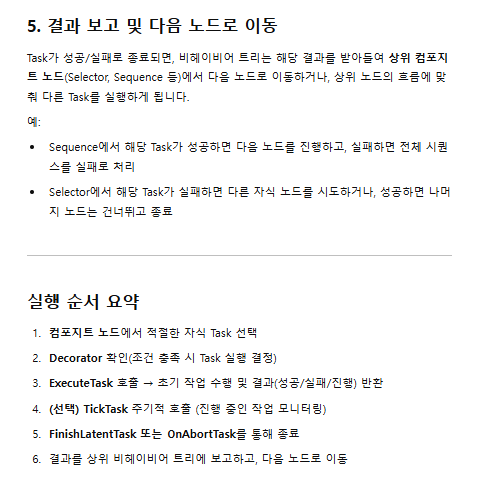 5. 결과 보고 및 다음 노드로 이동
Task가 성공/실패로 종료되면, 비헤이비어 트리는 해당 결과를 받아들여 상위 컴포지
트 노드(Selector, Sequence 등)에서 다음 노드로 이동하거나, 상위 노드의 흐름에 맞
춰 다른 Task를 실행하게 됩니다.
예:
• Sequence에서 해당 Task가 성공하면 다음 노드를 진행하고, 실패하면 전체 시퀀
스를 실패로 처리
• Selector에서 해당 Task가 실패하면 다른 자식 노드를 시도하거나, 성공하면 나머
지 노드는 건너뛰고 종료
실행 순서 요약
1. 컴포지트 노드에서 적절한 자식 Task 선택
2. Decorator 확인(조건 충족 시 Task 실행 결정)
3. ExecuteTask 호출 → 초기 작업 수행 및 결과(성공/실패/진행) 반환
4. (선택) TickTask 주기적 호출 (진행 중인 작업 모니터링)
5. FinishLatentTask 또는 OnAbortTask를 통해 종료
6. 결과를 상위 비헤이비어 트리에 보고하고, 다음 노드로 이동